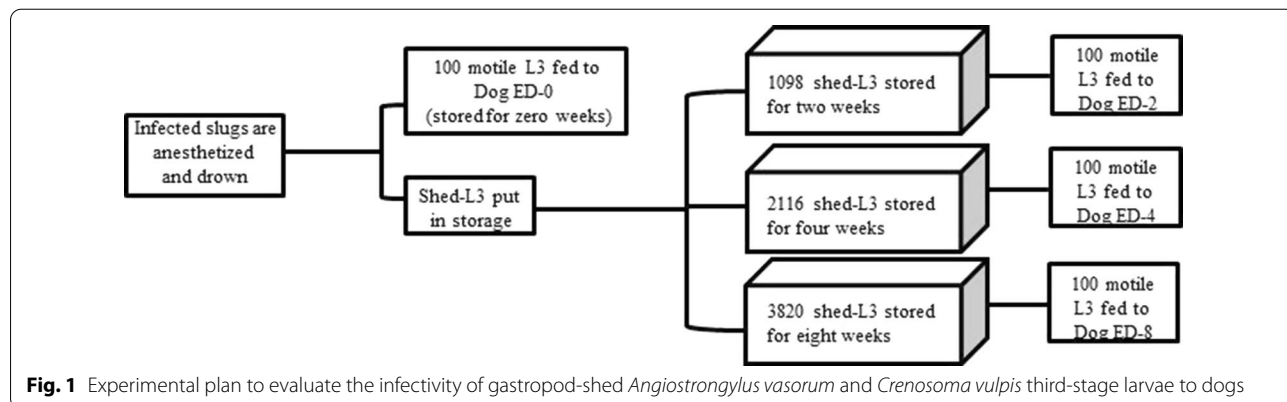 Infected slugs are
anesthetized
and drown
100 motile L3 fed to
Dog ED-0
(stored for zero weeks)
Shed-L3 put
in storage
1098 shed-L3 stored
for two weeks
100 motile
L3 fed to
Dog ED-2
2116 shed-L3 stored
for four weeks
100 motile
L3 fed to
Dog ED-4
3820 shed-L3 stored
for eight weeks
100 motile
L3 fed to
Dog ED-8
Fig. 1 Experimental plan to evaluate the infectivity of gastropod-shed Angiostrongylus vasorum and Crenosoma vulpis third-stage larvae to dogs